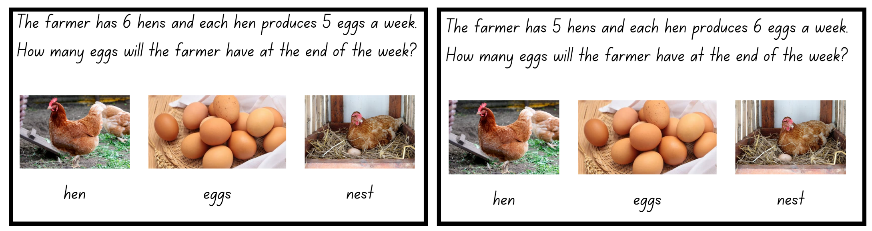 The farmer has 6 hens and each hen produces 5 eggs a week.
How many eggs will the farmer have at the end of the week?
hen eggs nest
The farmer has 5 hens and each hen produces 6 eggs a week.
How many eggs will the farmer have at the end of the week?
hen eggs nest